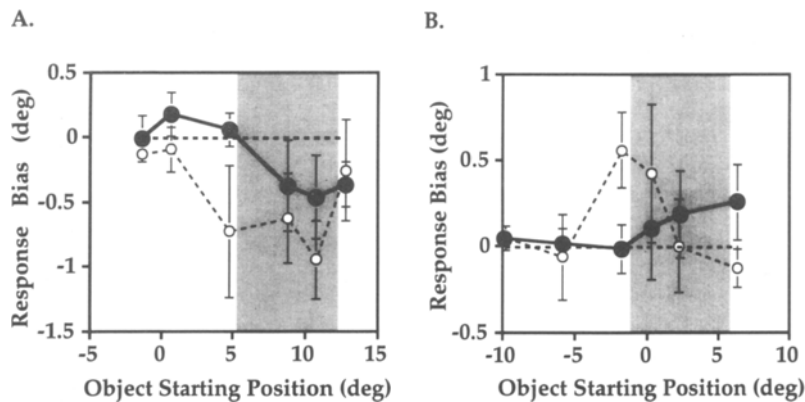 A.
0.5
0
-0.5
-1
-1.5
-5 0 5 10 15
Response Bias (deg)
Object Starting Position (deg)
B.
1
0.5
0
-0.5
-10 -5 0 5 10
Response Bias (deg)
Object Starting Position (deg)